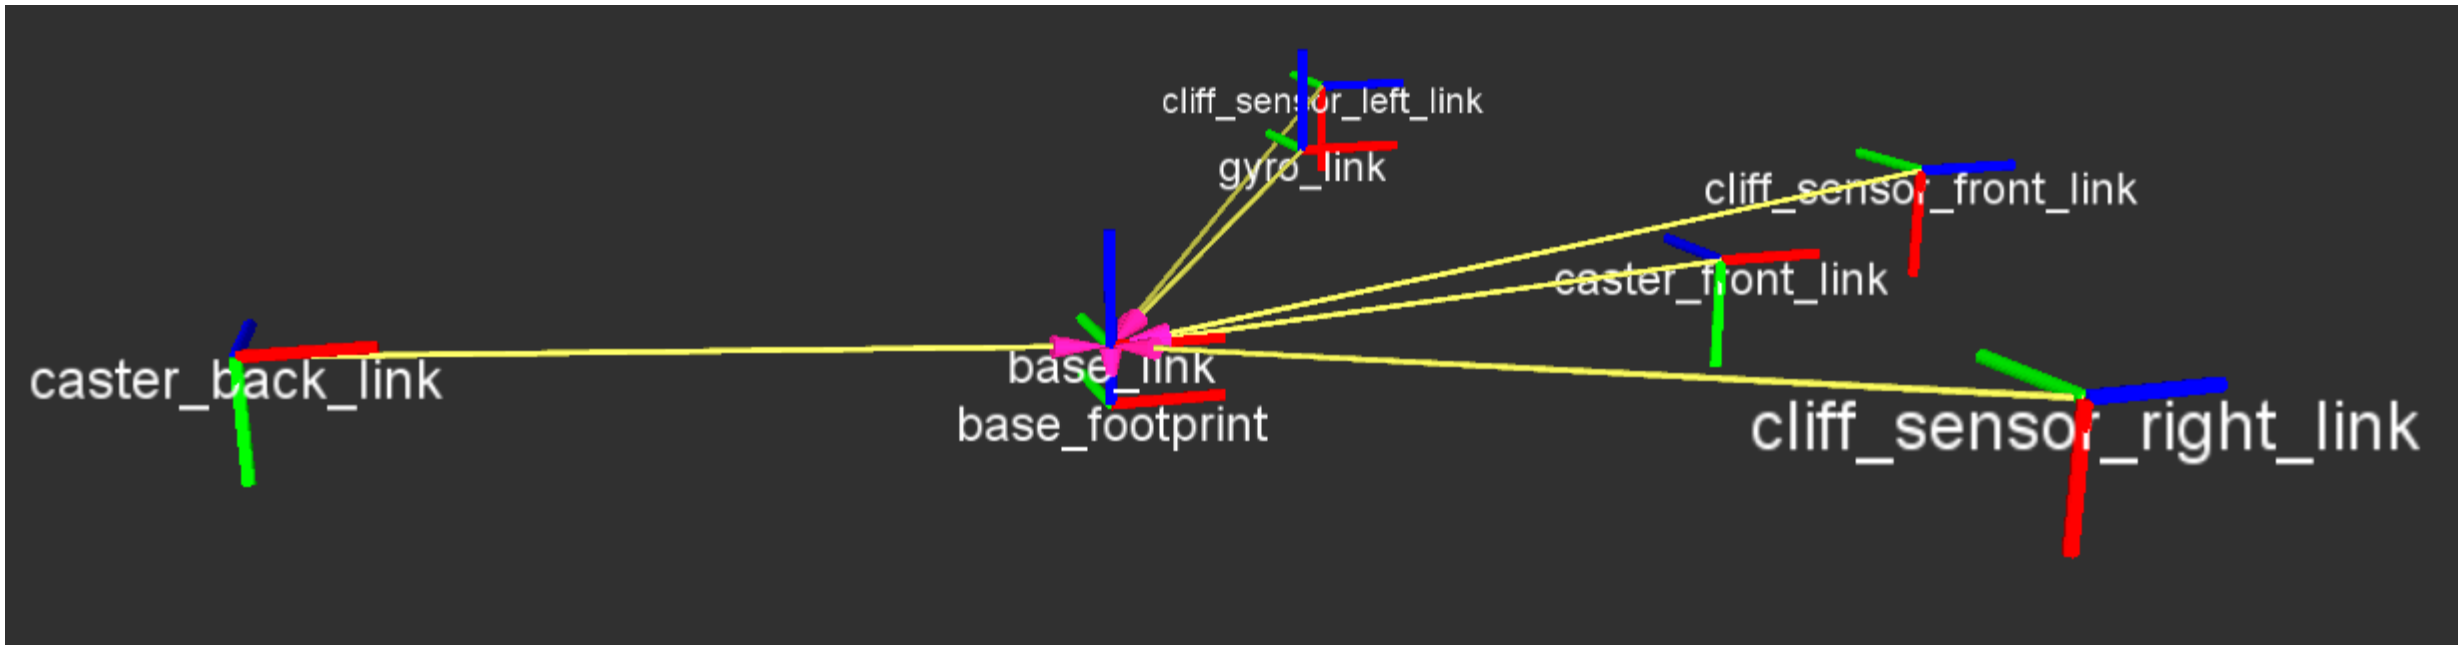 cliff_sensor_left_link
gyro_link
cliff_sensor_front_link
caster_front_link
base_link
caster_back_link
base_footprint
cliff_sensor_right_link